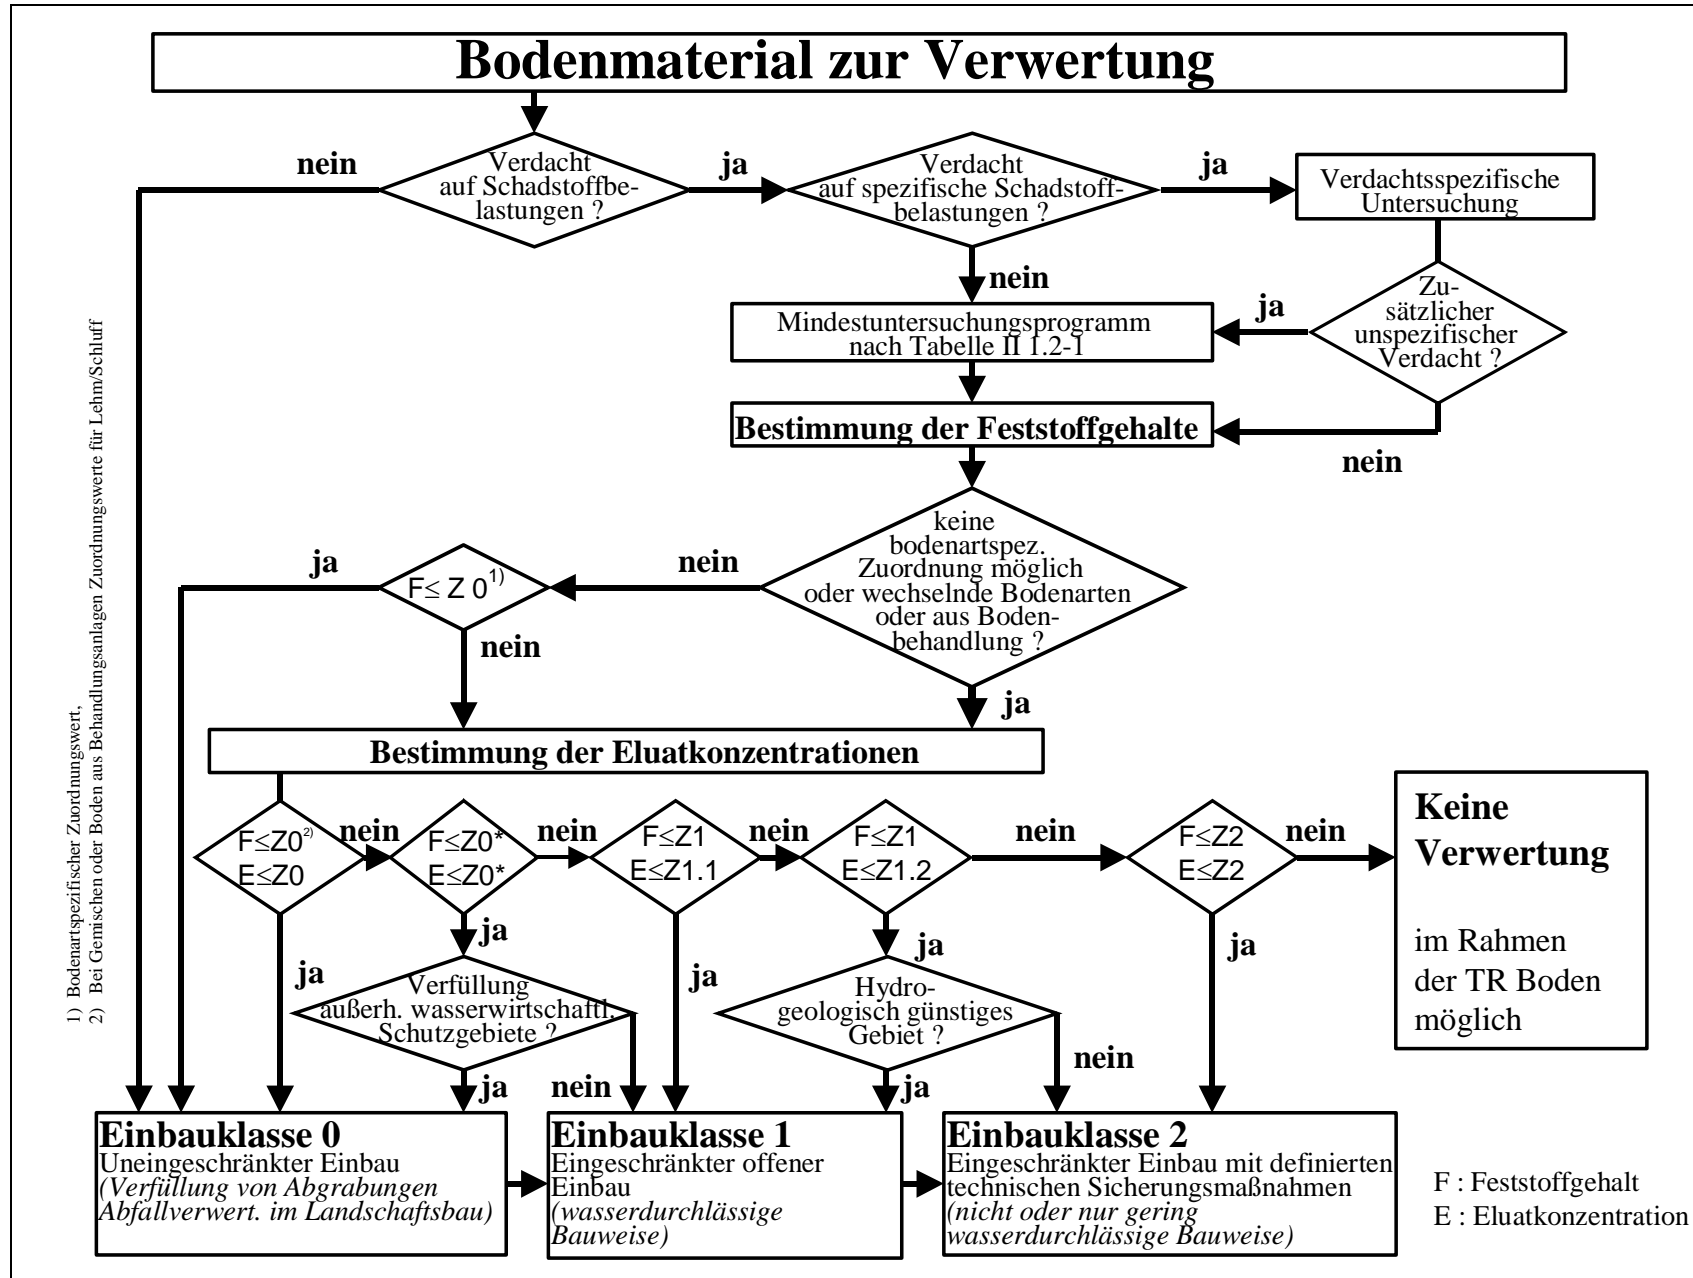 Bodenmaterial zur Verwertung
nein
Verdacht
auf Schadstoffbe-
lastungen ?
ja
Verdacht
auf spezifische Schadstoff-
belastungen ?
ja
Verdachtsspezifische
Untersuchung
nein
Mindestuntersuchungsprogramm
nach Tabelle II 1.2-1
ja
Zu-
sätzlicher
unspezifischer
Verdacht ?
Bestimmung der Feststoffgehalte
nein
keine
bodenartspez.
Zuordnung möglich
oder wechselnde Bodenarten
oder aus Boden-
behandlung ?
nein
ja
F≤ Z 0 1)
nein
ja
Bestimmung der Eluatkonzentrationen
F≤Z0 2)
E≤Z0
nein
F≤Z0*
E≤Z0*
nein
F≤Z1
E≤Z1.1
nein
F≤Z1
E≤Z1.2
nein
F≤Z2
E≤Z2
nein
Keine
Verwertung
im Rahmen
der TR Boden
möglich
ja
ja
Verfüllung
außerh. wasserwirtschaftl.
Schutzgebiete ?
ja
nein
ja
ja
Hydro-
geologisch günstiges
Gebiet ?
ja
nein
ja
Einbauklasse 0
Uneingeschränkter Einbau
(Verfüllung von Abgrabungen
Abfallverwert. im Landschaftsbau)
Einbauklasse 1
Eingeschränkter offener
Einbau
(wasserdurchlässige
Bauweise)
Einbauklasse 2
Eingeschränkter Einbau mit definierten
technischen Sicherungsmaßnahmen
(nicht oder nur gering
wasserdurchlässige Bauweise)
F : Feststoffgehalt
E : Eluatkonzentration
1) Bodenartspezifischer Zuordnungswert,
2) Bei Gemischen oder Boden aus Behandlungsanlagen Zuordnungswerte für Lehm/Schluff